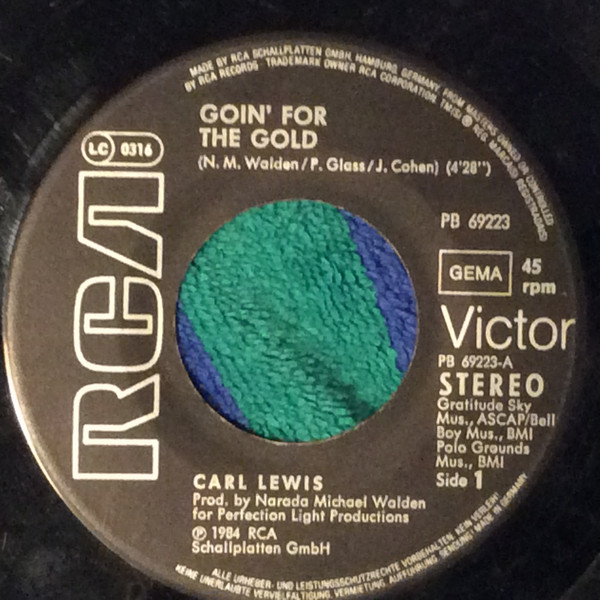 MADE BY RCA SCHALLPLATTEN GMBH, HAMBURG, GERMANY, FROM MASTERS OWNED OR CONTROLLED
BY RCA RECORDS · TRADEMARK OWNER RCA CORPORATION. TM(S) ® REG. MARCA(S) REGISTRADA(S)
GOIN' FOR
THE GOLD
(N. M. Walden/P. Glass/J. Cohen) (4'28")
LC 0316
RCA
PB 69223
GEMA
45
rpm
Victor
PB 69223-A
STEREO
Gratitude Sky
Mus., ASCAP/Bell
Boy Mus., BMI
Polo Grounds
Mus., BMI
Side 1
CARL LEWIS
Prod. by Narada Michael Walden
for Perfection Light Productions
℗ 1984 RCA
Schallplatten GmbH
ALLE URHEBER- UND LEISTUNGSSCHUTZRECHTE VORBEHALTEN. KEIN VERLEIH!
KEINE UNERLAUBTE VERVIELFÄLTIGUNG, VERMIETUNG, AUFFÜHRUNG, SENDUNG! MADE IN GERMANY